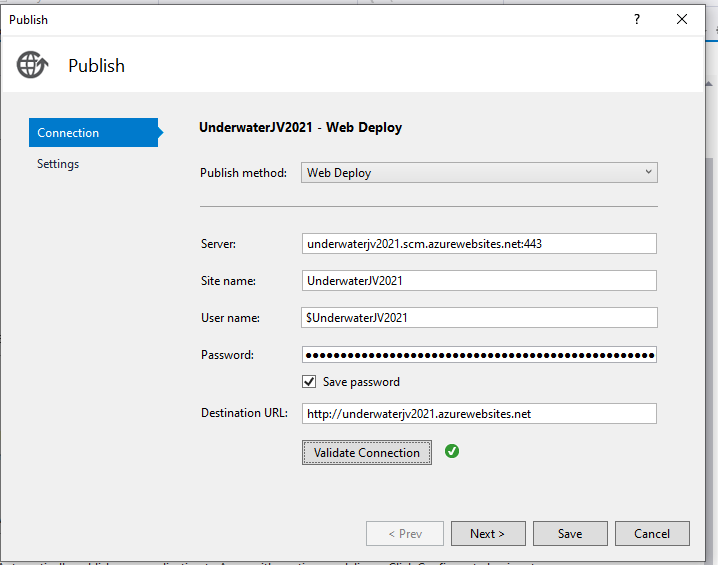 Publish
?
Publish
Connection
Settings
UnderwaterJV2021 - Web Deploy
Publish method: Web Deploy
Server: underwaterjv2021.scm.azurewebsites.net:443
Site name: UnderwaterJV2021
User name: $UnderwaterJV2021
Password: ●●●●●●●●●●●●●●●●●●●●●●●●●●●●●●●●●●●●●●●●●●●●●●●●●●
Save password
Destination URL: http://underwaterjv2021.azurewebsites.net
Validate Connection
< Prev Next > Save Cancel